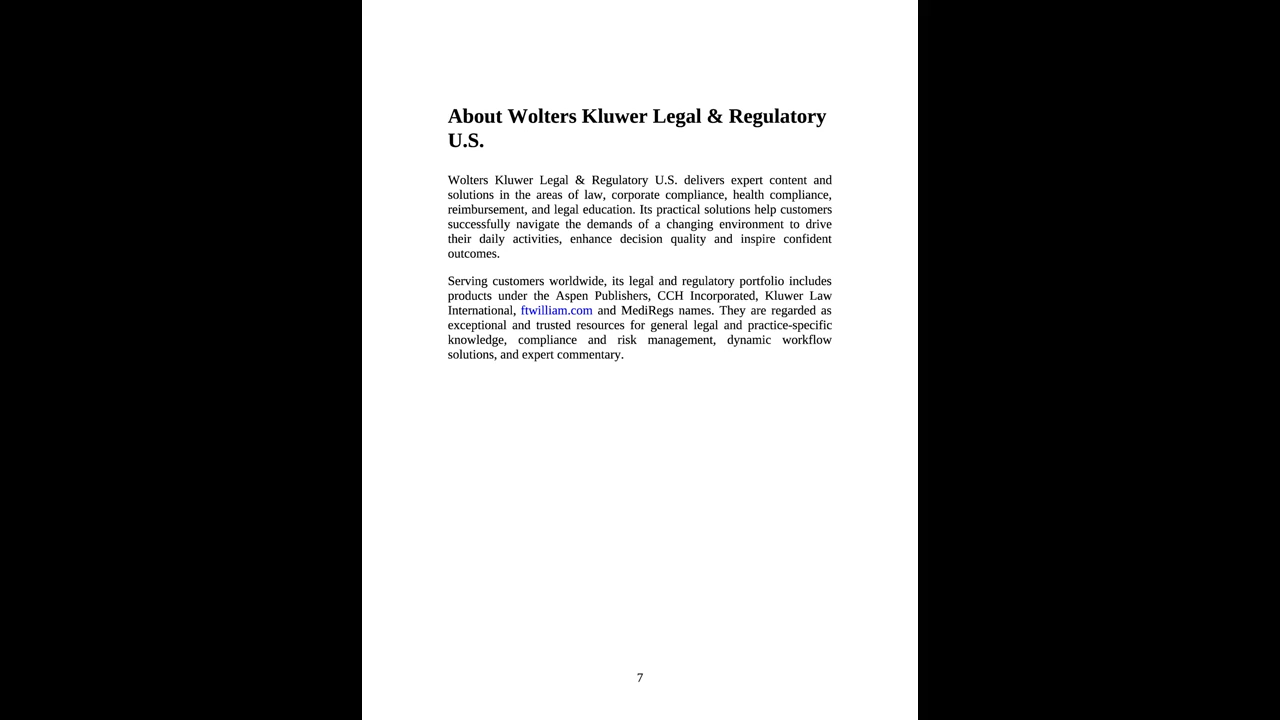 About Wolters Kluwer Legal & Regulatory
U.S.
Wolters Kluwer Legal & Regulatory U.S. delivers expert content and
solutions in the areas of law, corporate compliance, health compliance,
reimbursement, and legal education. Its practical solutions help customers
successfully navigate the demands of a changing environment to drive
their daily activities, enhance decision quality and inspire confident
outcomes.
Serving customers worldwide, its legal and regulatory portfolio includes
products under the Aspen Publishers, CCH Incorporated, Kluwer Law
International, ftwilliam.com and MediRegs names. They are regarded as
exceptional and trusted resources for general legal and practice-specific
knowledge, compliance and risk management, dynamic workflow
solutions, and expert commentary.
7